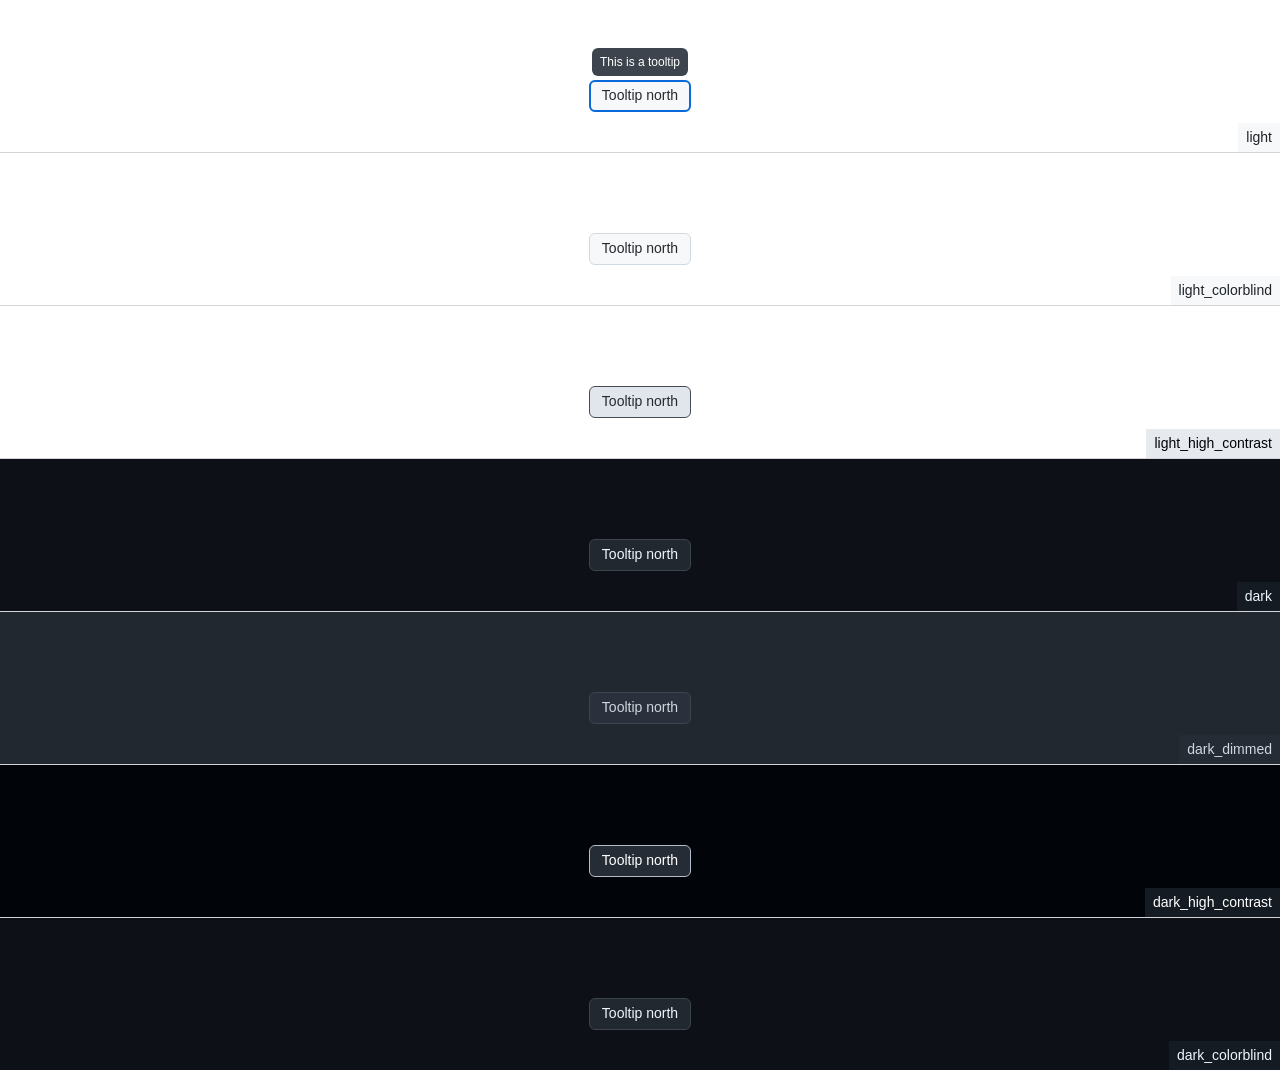 This is a tooltip
Tooltip north
light
Tooltip north
light_colorblind
Tooltip north
light_high_contrast
Tooltip north
dark
Tooltip north
dark_dimmed
Tooltip north
dark_high_contrast
Tooltip north
dark_colorblind